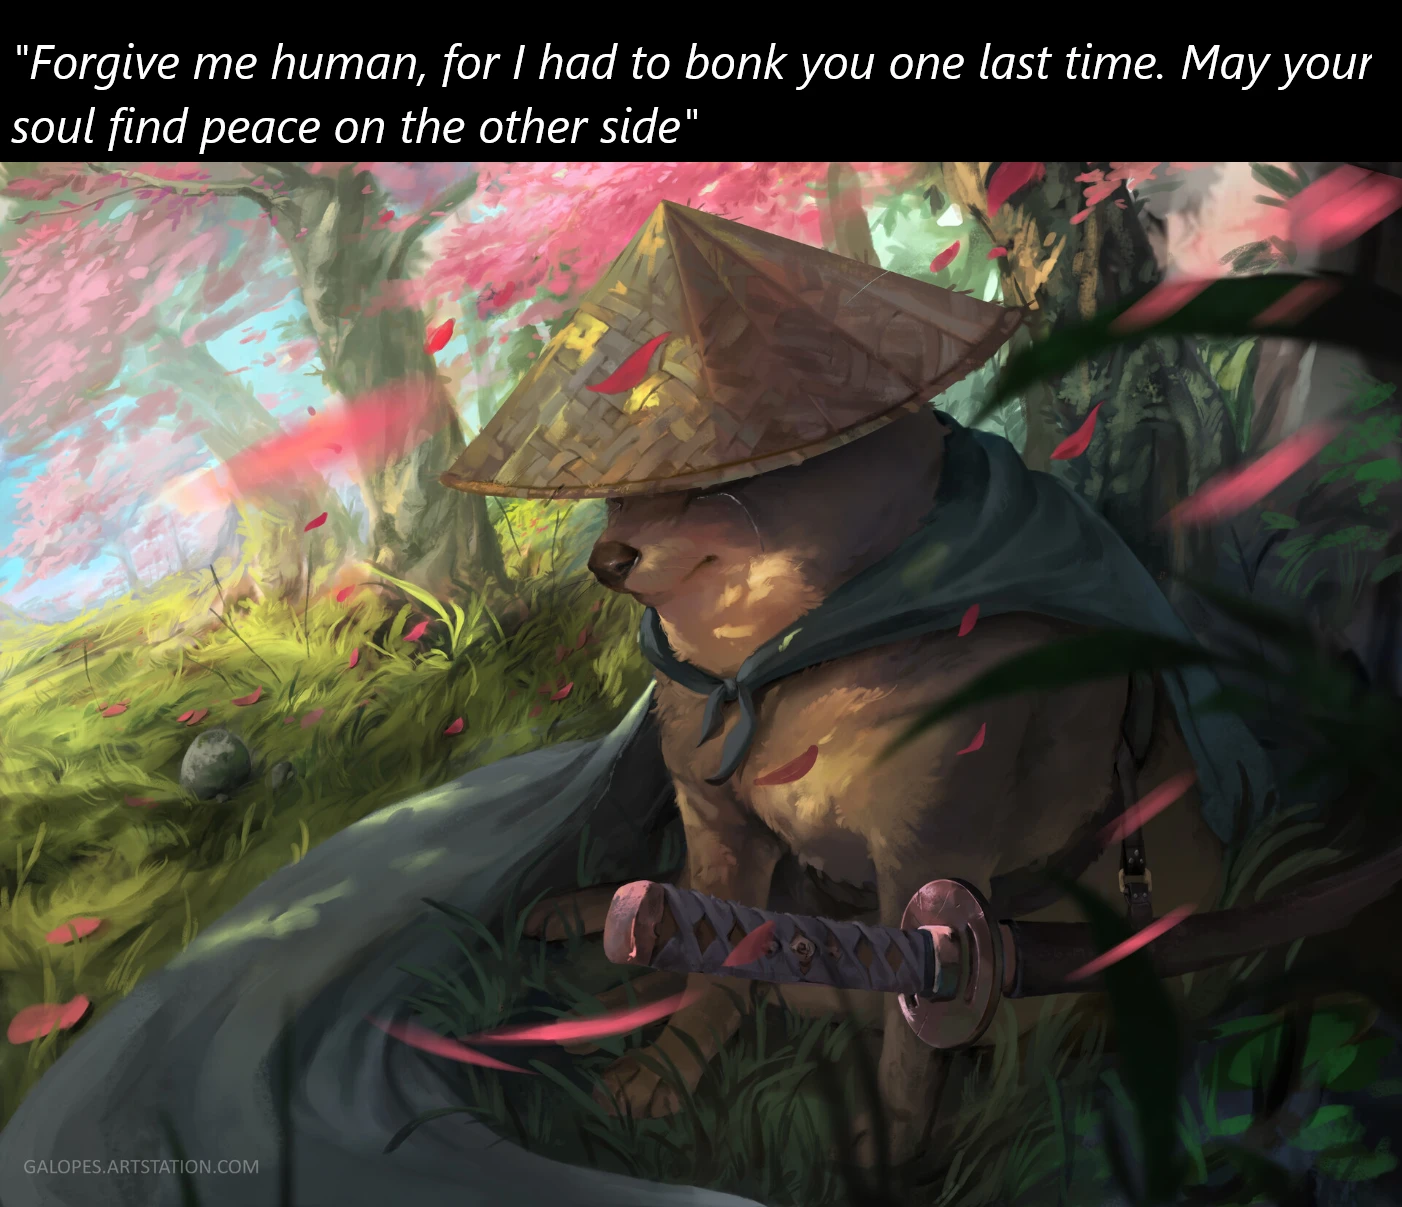 "Forgive me human, for I had to bonk you one last time. May your
soul find peace on the other side"
GALOPES.ARTSTATION.COM